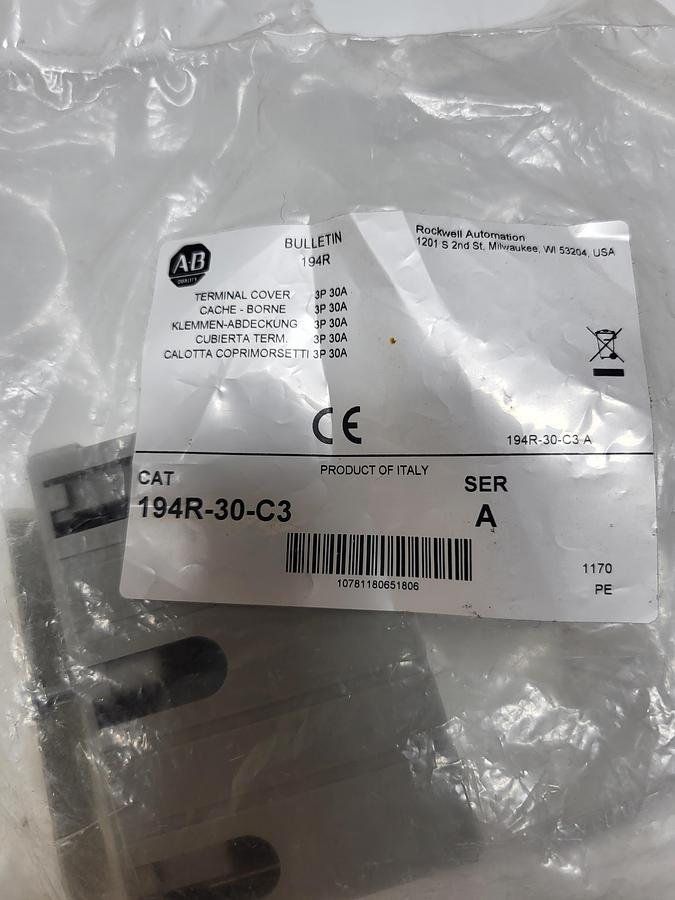 A-B
QUALITY
BULLETIN
194R
Rockwell Automation
1201 S 2nd St, Milwaukee, WI 53204, USA
TERMINAL COVER 3P 30A
CACHE - BORNE 3P 30A
KLEMMEN-ABDECKUNG 3P 30A
CUBIERTA TERM. 3P 30A
CALOTTA COPRIMORSETTI 3P 30A
CE
194R-30-C3 A
PRODUCT OF ITALY
CAT
194R-30-C3
SER
A
10781180651806
1170
PE